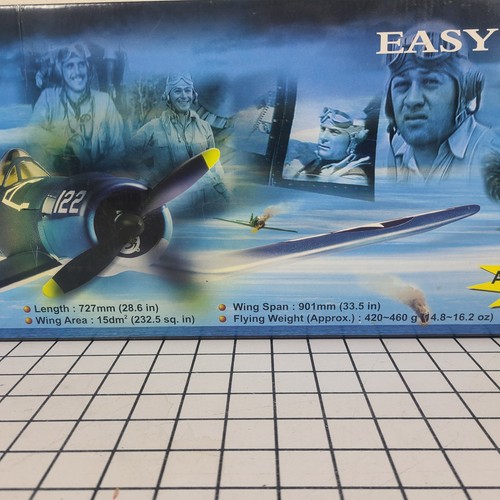 EASY
122
Length : 727mm (28.6 in)
Wing Area : 15dm² (232.5 sq. in)
Wing Span : 901mm (33.5 in)
Flying Weight (Approx.) : 420~460 g (14.8~16.2 oz)
A